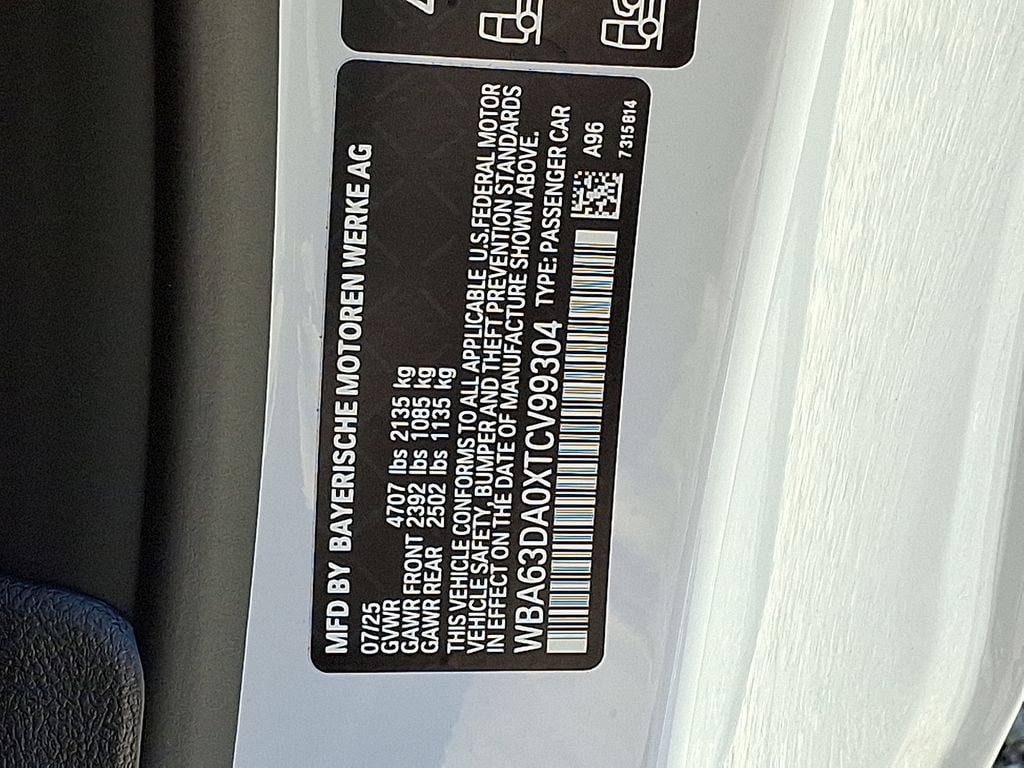 MFD BY BAYERISCHE MOTOREN WERKE AG
07/25
GVWR 4707 lbs 2135 kg
GAWR FRONT 2392 lbs 1085 kg
GAWR REAR 2502 lbs 1135 kg
THIS VEHICLE CONFORMS TO ALL APPLICABLE U.S.FEDERAL MOTOR
VEHICLE SAFETY, BUMPER AND THEFT PREVENTION STANDARDS
IN EFFECT ON THE DATE OF MANUFACTURE SHOWN ABOVE.
WBA63DA0XTCV99304 TYPE: PASSENGER CAR
A96
7315814